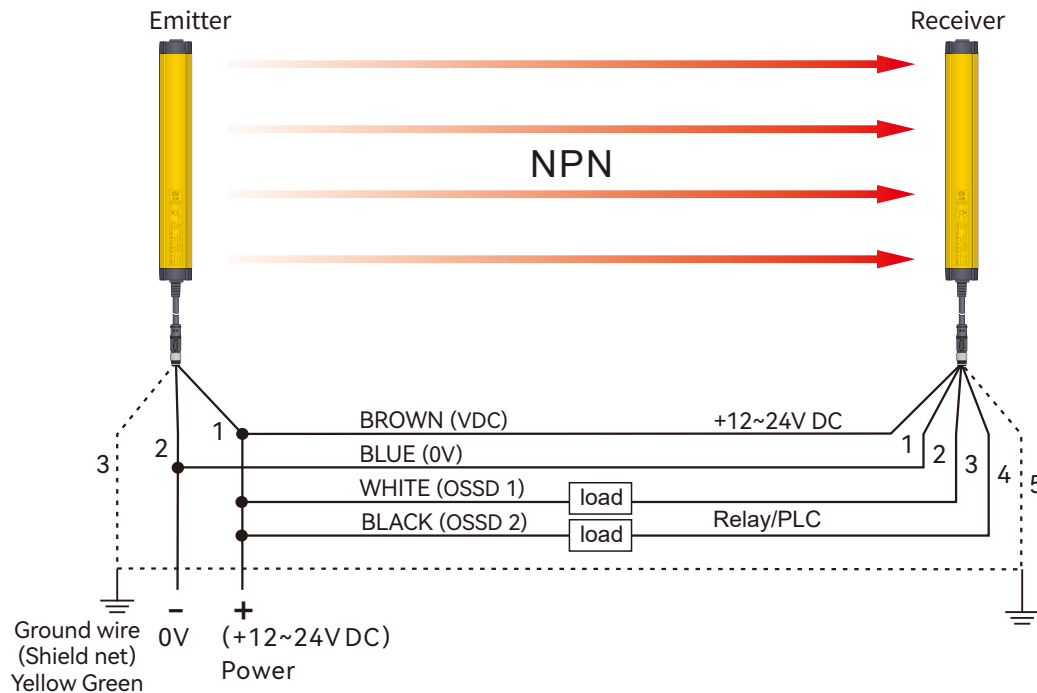 Emitter
Receiver
NPN
1
BROWN (VDC)
+12~24V DC
1
2
BLUE (0V)
2
3
WHITE (OSSD 1)
load
3
BLACK (OSSD 2)
load
Relay/PLC
4
5
-
+
Ground wire
(Shield net)
Yellow Green
0V
(+12~24V DC)
Power